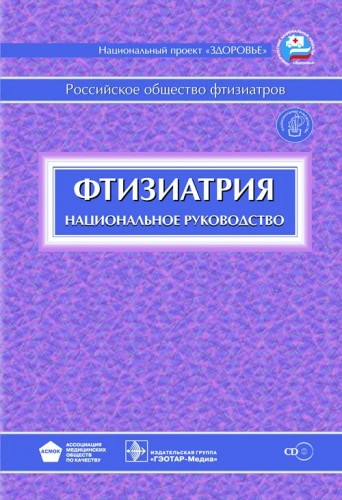 Национальный проект «ЗДОРОВЬЕ»
Российское общество фтизиатров
ФТИЗИАТРИЯ
НАЦИОНАЛЬНОЕ РУКОВОДСТВО
АСМОК
АССОЦИАЦИЯ
МЕДИЦИНСКИХ
ОБЩЕСТВ
ПО КАЧЕСТВУ
ИЗДАТЕЛЬСКАЯ ГРУППА
«ГЭОТАР-Медиа»
CD